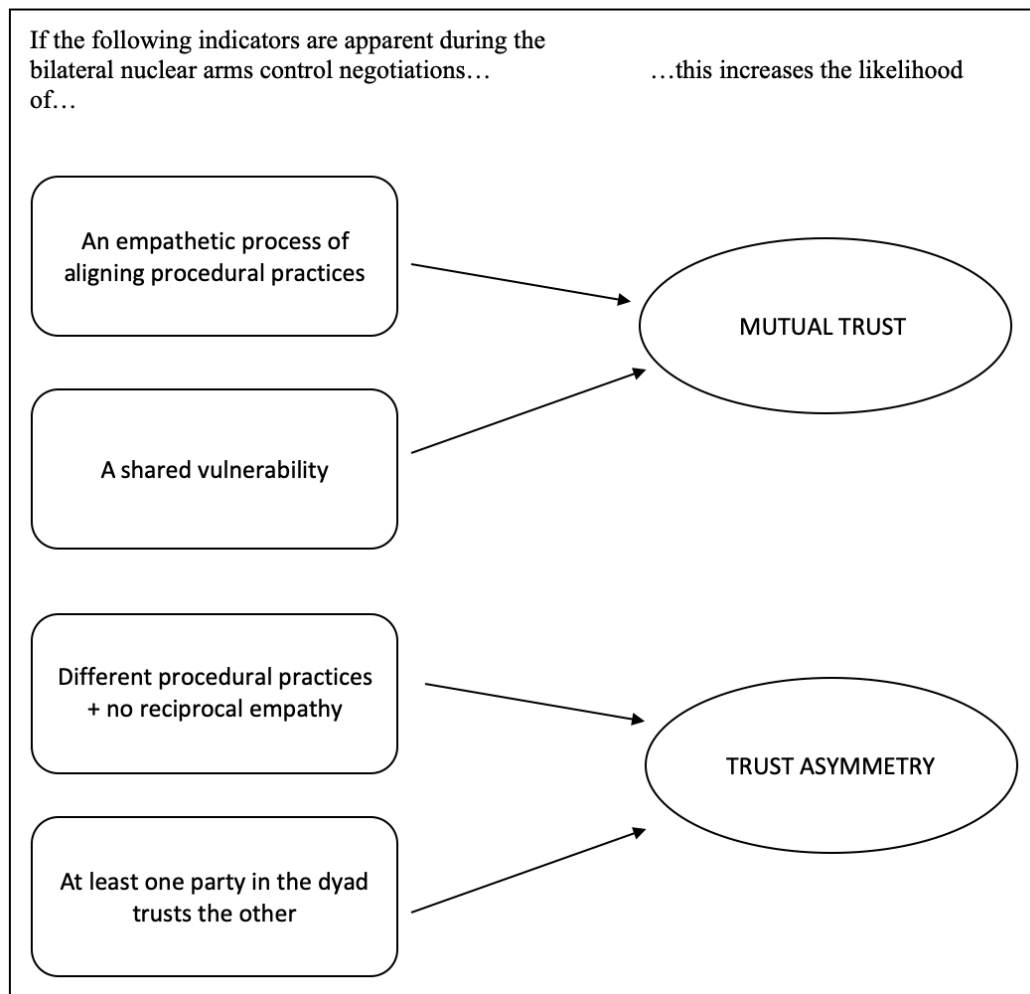 If the following indicators are apparent during the
bilateral nuclear arms control negotiations… …this increases the likelihood
of…
An empathetic process of
aligning procedural practices
MUTUAL TRUST
A shared vulnerability
Different procedural practices
+ no reciprocal empathy
TRUST ASYMMETRY
At least one party in the dyad
trusts the other